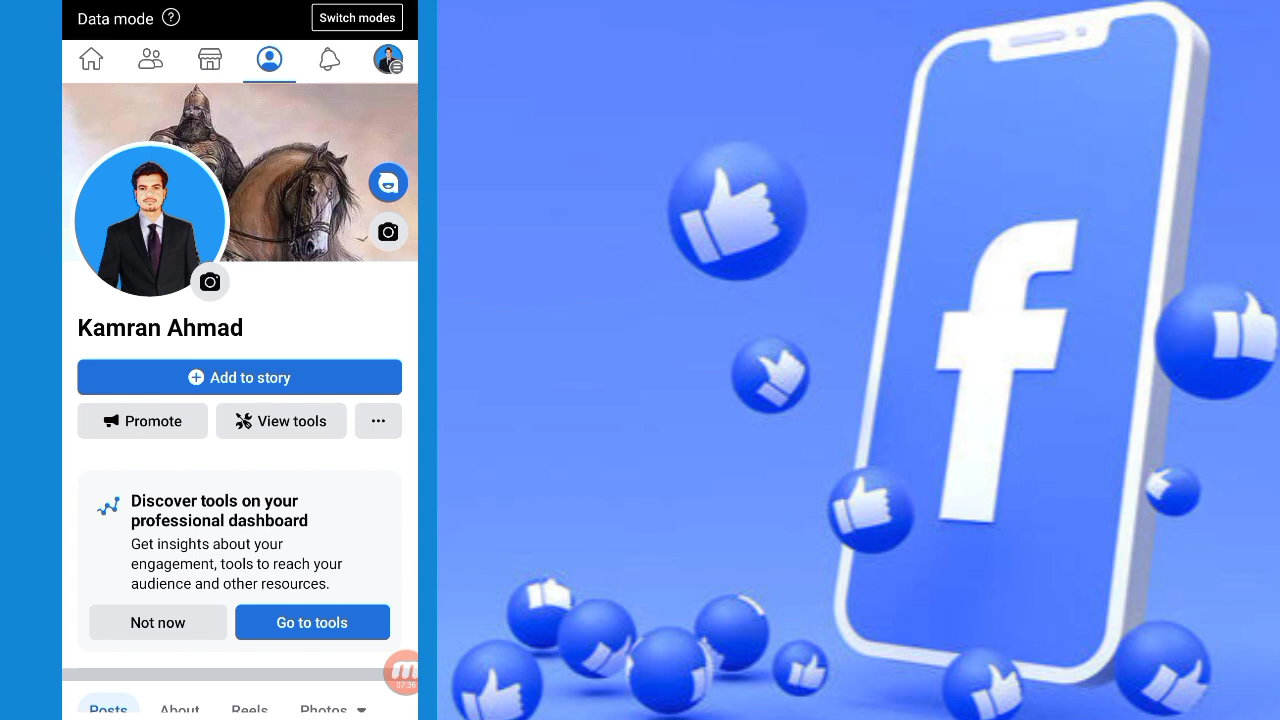 Data mode ?
Switch modes
Kamran Ahmad
Add to story
Promote
View tools
Discover tools on your
professional dashboard
Get insights about your
engagement, tools to reach your
audience and other resources.
Not now
Go to tools
07:36
Posts
About
Reels
Photos
f